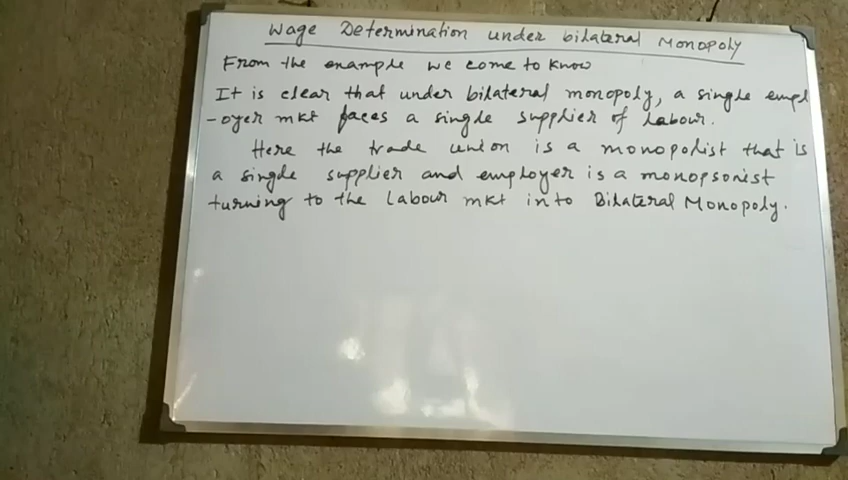 Wage Determination under bilateral Monopoly
From the example we come to know
It is clear that under bilateral monopoly, a single empl
-oyer mkt faces a single supplier of labour.
Here the trade union is a monopolist that is
a single supplier and employer is a monopsonist
turning to the labour mkt into Bilateral Monopoly.